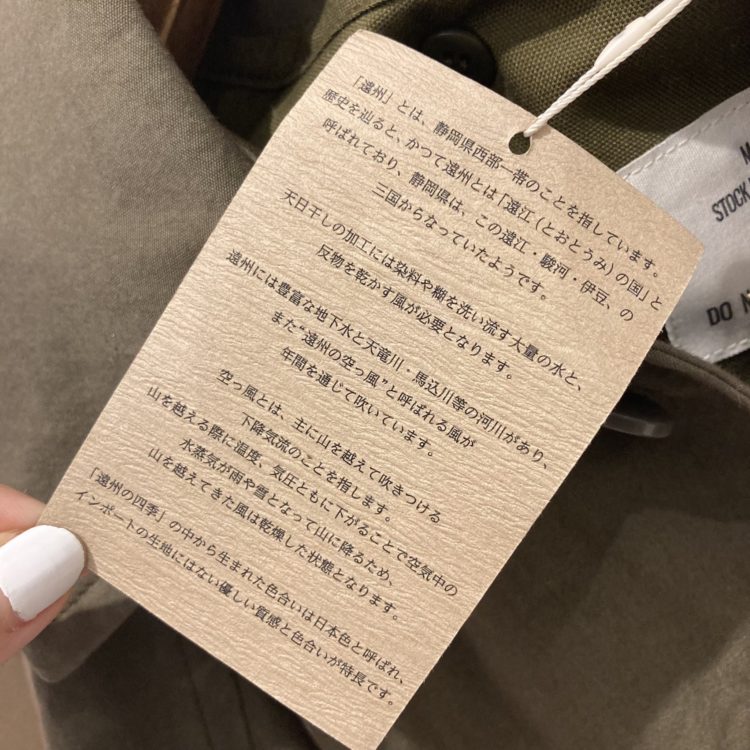 「遠州」とは、静岡県西部一帯のことを指しています。
歴史を辿ると、かつて遠州とは「遠江（とおとうみ）の国」と
呼ばれており、静岡県は、この遠江・駿河・伊豆、の
三国からなっていたようです。
天日干しの加工には染料や糊を洗い流す大量の水と、
反物を乾かす風が必要となります。
遠州には豊富な地下水と天竜川・馬込川等の河川があり、
また“遠州の空っ風”と呼ばれる風が
年間を通じて吹いています。
空っ風とは、主に山を越えて吹きつける
下降気流のことを指します。
山を越える際に温度、気圧ともに下がることで空気中の
水蒸気が雨や雪となって山に降るため、
山を越えてきた風は乾燥した状態となります。
「遠州の四季」の中から生まれた色合いは日本色と呼ばれ、
インポートの生地にはない優しい質感と色合いが特長です。
STOCK
DO